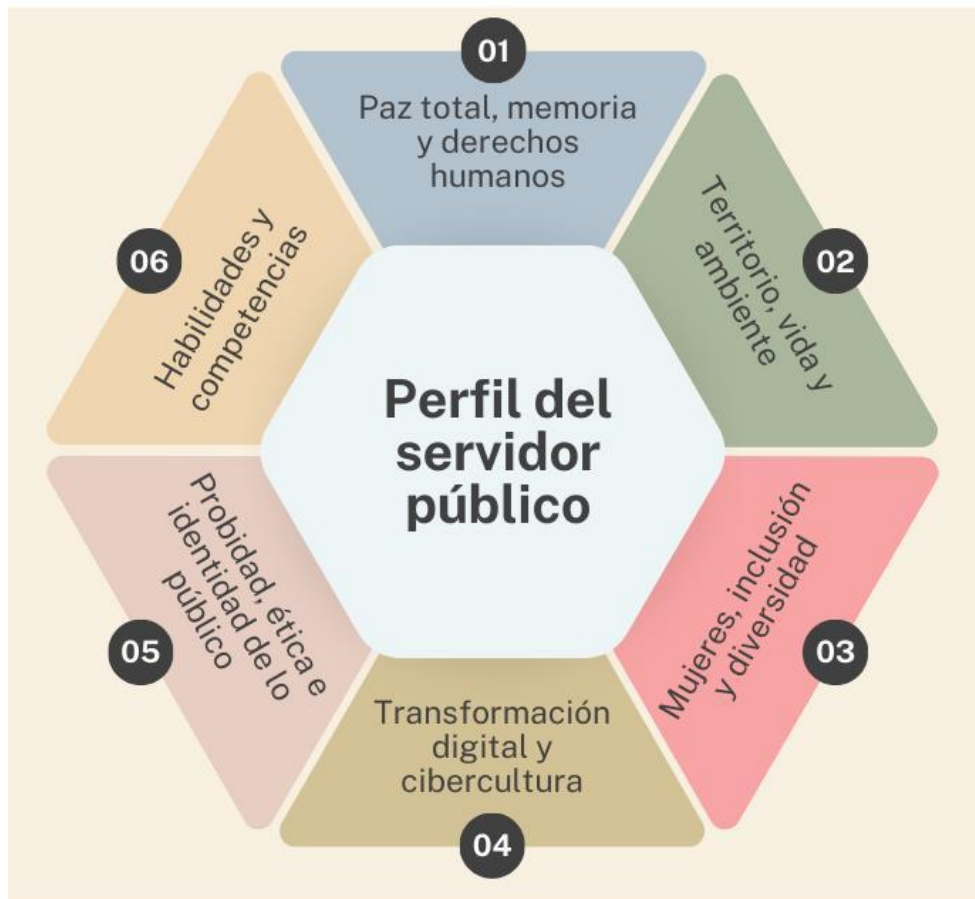 01
Paz total, memoria
y derechos
humanos
02
Territorio, vida y
ambiente
03
Mujeres, inclusión
y diversidad
04
Transformación
digital y
cibercultura
05
Probidad, ética e
identidad de lo
público
06
Habilidades y
competencias
Perfil del
servidor
público